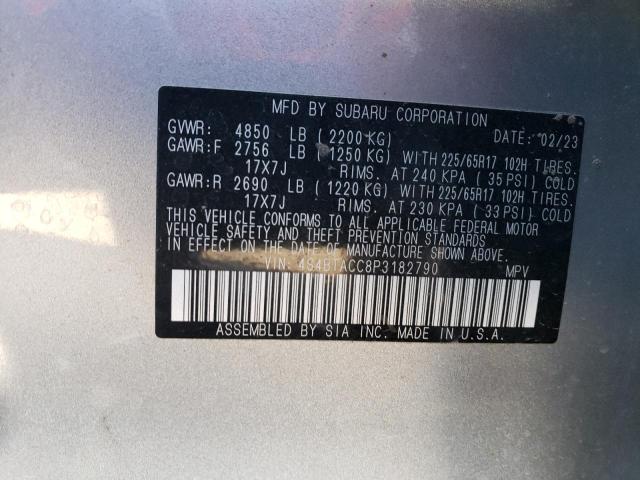 MFD BY SUBARU CORPORATION
GVWR: 4850 LB ( 2200 KG) DATE: 02/23
GAWR:F 2756 LB ( 1250 KG) WITH 225/65R17 102H TIRES.
17X7J RIMS. AT 240 KPA ( 35 PSI) COLD
GAWR:R 2690 LB ( 1220 KG) WITH 225/65R17 102H TIRES.
17X7J RIMS. AT 230 KPA ( 33 PSI) COLD
THIS VEHICLE CONFORMS TO ALL APPLICABLE FEDERAL MOTOR
VEHICLE SAFETY AND THEFT PREVENTION STANDARDS
IN EFFECT ON THE DATE OF MANUFACTURE SHOWN ABOVE.
VIN: 4S4BTACC8P3182790 MPV
ASSEMBLED BY SIA INC. MADE IN U.S.A.